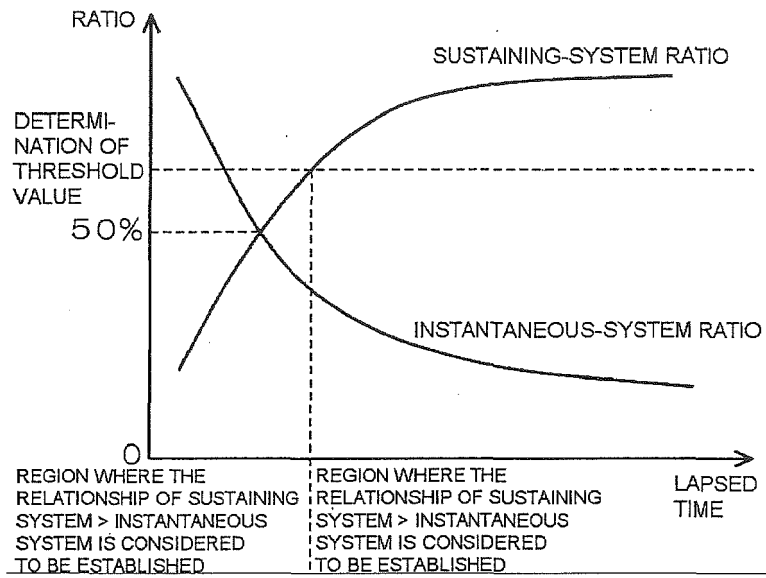 RATIO
SUSTAINING-SYSTEM RATIO
DETERMI-
NATION OF
THRESHOLD
VALUE
50%
INSTANTANEOUS-SYSTEM RATIO
0
LAPSED
TIME
REGION WHERE THE
RELATIONSHIP OF SUSTAINING
SYSTEM > INSTANTANEOUS
SYSTEM IS CONSIDERED
TO BE ESTABLISHED
REGION WHERE THE
RELATIONSHIP OF SUSTAINING
SYSTEM > INSTANTANEOUS
SYSTEM IS CONSIDERED
TO BE ESTABLISHED